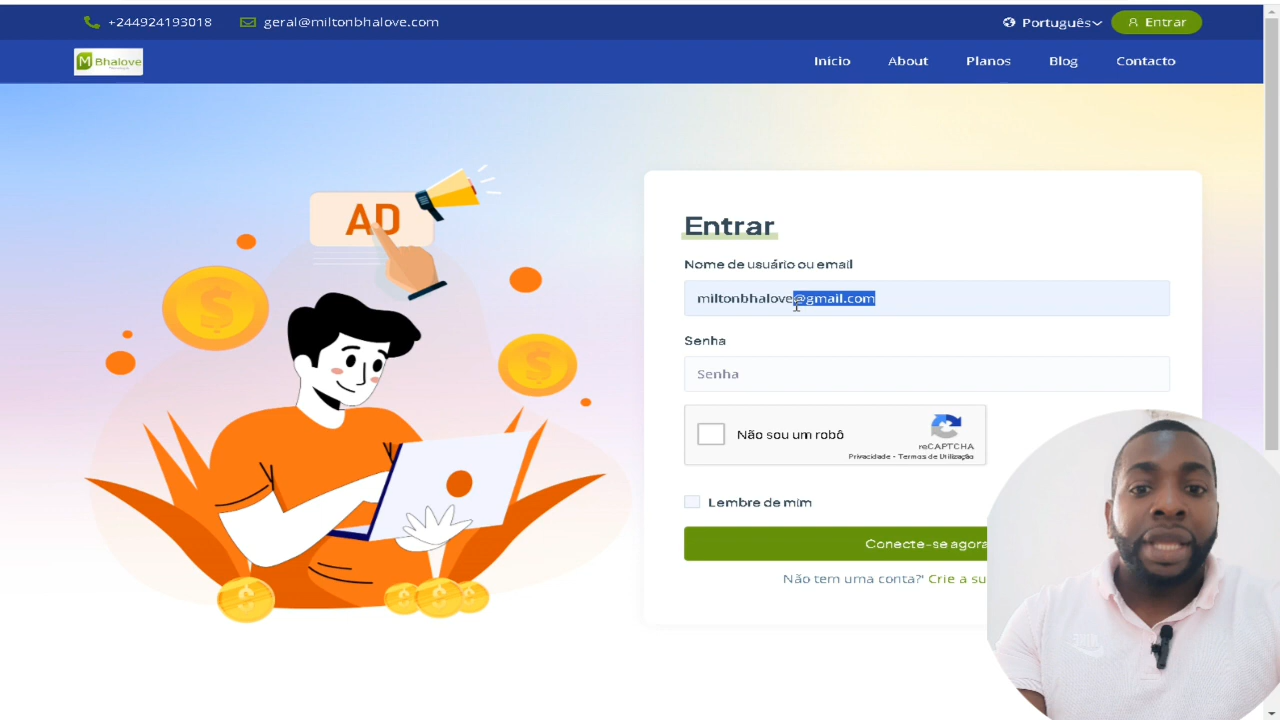 +244924193018 geral@miltonbhalove.com Português Entrar
M Bhalove Inicio About Planos Blog Contacto
AD
Entrar
Nome de usuário ou email
miltonbhalove@gmail.com
Senha
Senha
Não sou um robô
reCAPTCHA
Privacidade - Termos de Utilização
Lembre de mim
Conecte-se agora
Não tem uma conta?' Crie a su